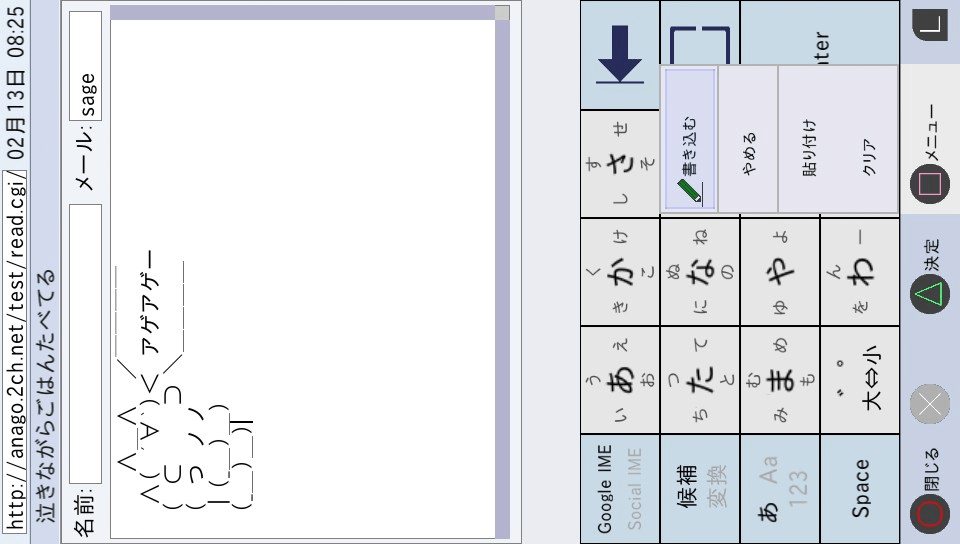 http://anago.2ch.net/test/read.cgi/ 02月13日 08:25
泣きながらごはんたべてる
名前: メール: sage
＜ アゲアゲー
Enter
書き込む
やめる
貼り付け
クリア
い う あ え お
き く か け こ
し す さ せ そ
ち つ た て と
に ぬ な ね の
み む ま め も
ゆ や よ
゛ ゜ 大⇔小
を ん わ ー
Google IME
Social IME
候補
変換
あ Aa
123
Space
閉じる 決定 メニュー L